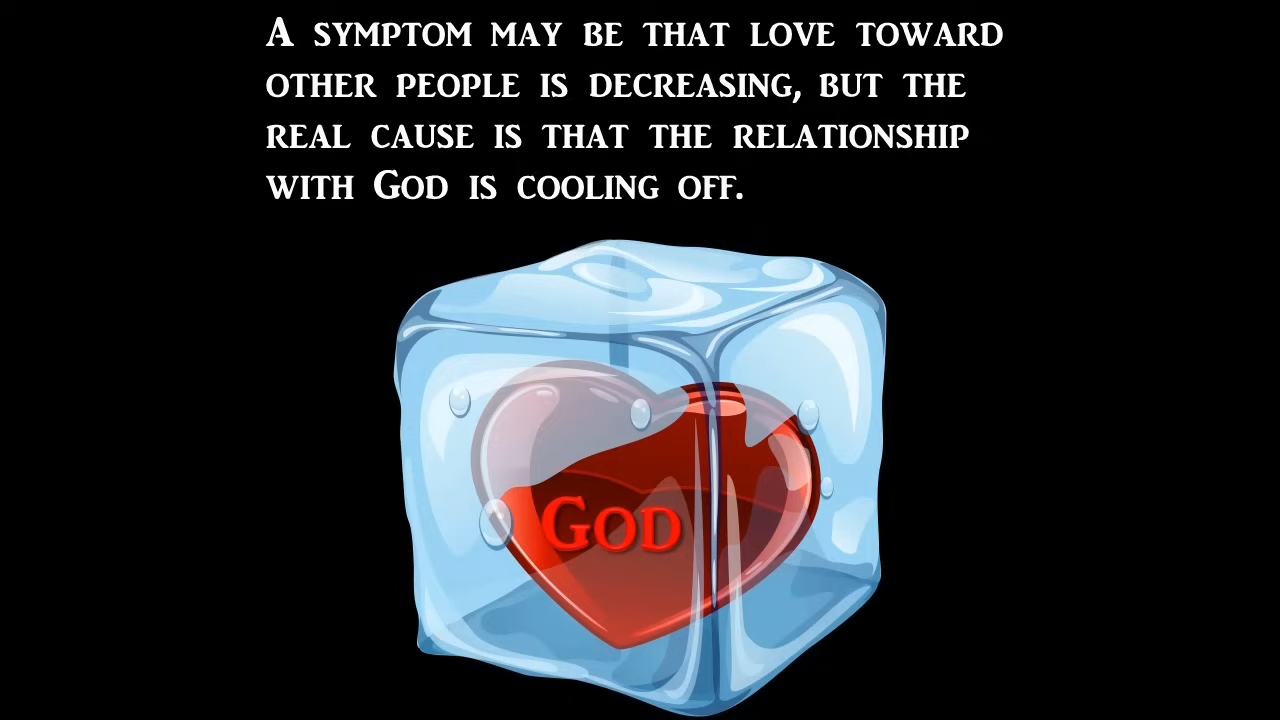 A symptom may be that love toward
other people is decreasing, but the
real cause is that the relationship
with God is cooling off.
God